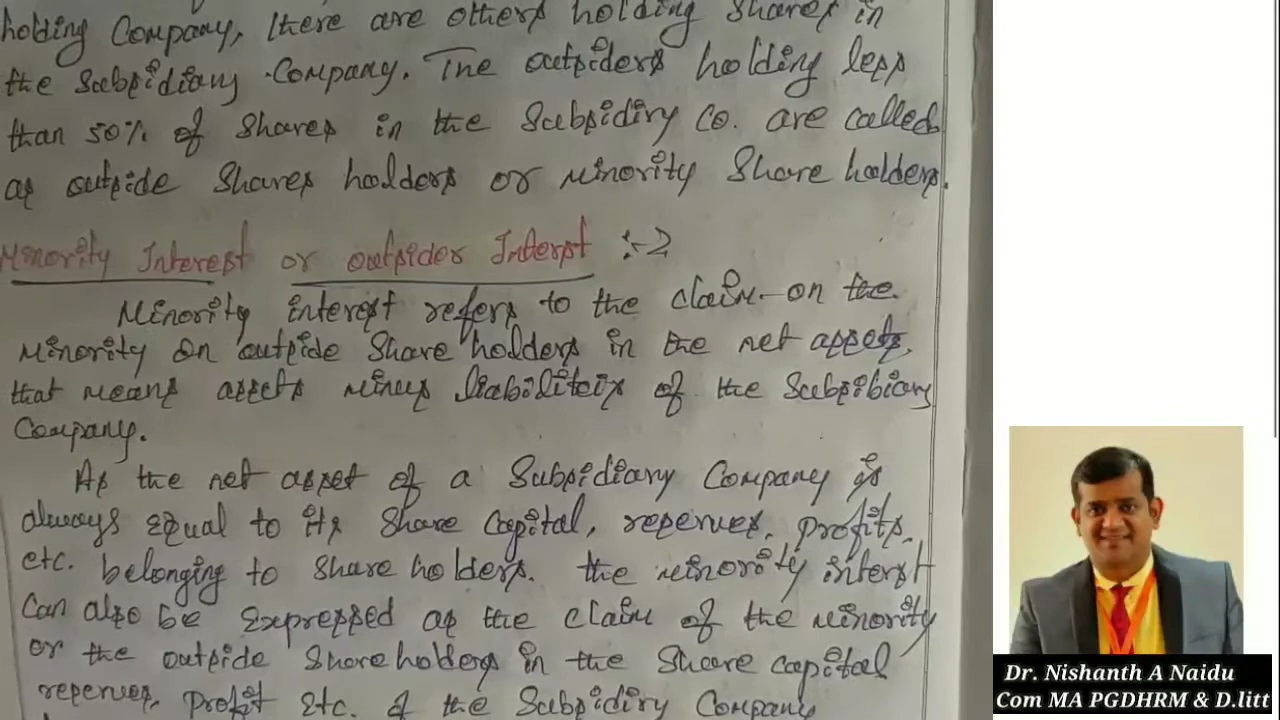 holding Company, there are others holding shares in
the Subsidiary Company. The outsiders holding less
than 50% of Shares in the Subsidiry Co. are called
as outside Shares holders or Minority Share holders.
Minority Interest or outsider Interst :-2
Minority interest refers to the claim on the
Minority on outside Share holders in the net assets,
that means assets minus liabiliteis of the Subsibiary
Company.
As the net asset of a Subsidiary Company is
always Equal to its Share Capital, reserves, Profits,
etc. belonging to Share holders. the minority interst
Can also be Expressed as the claim of the minority
or the outside Shareholders in the Share capital
reserves, Profit Etc. of the Subsidiry Company
Dr. Nishanth A Naidu
Com MA PGDHRM & D.litt